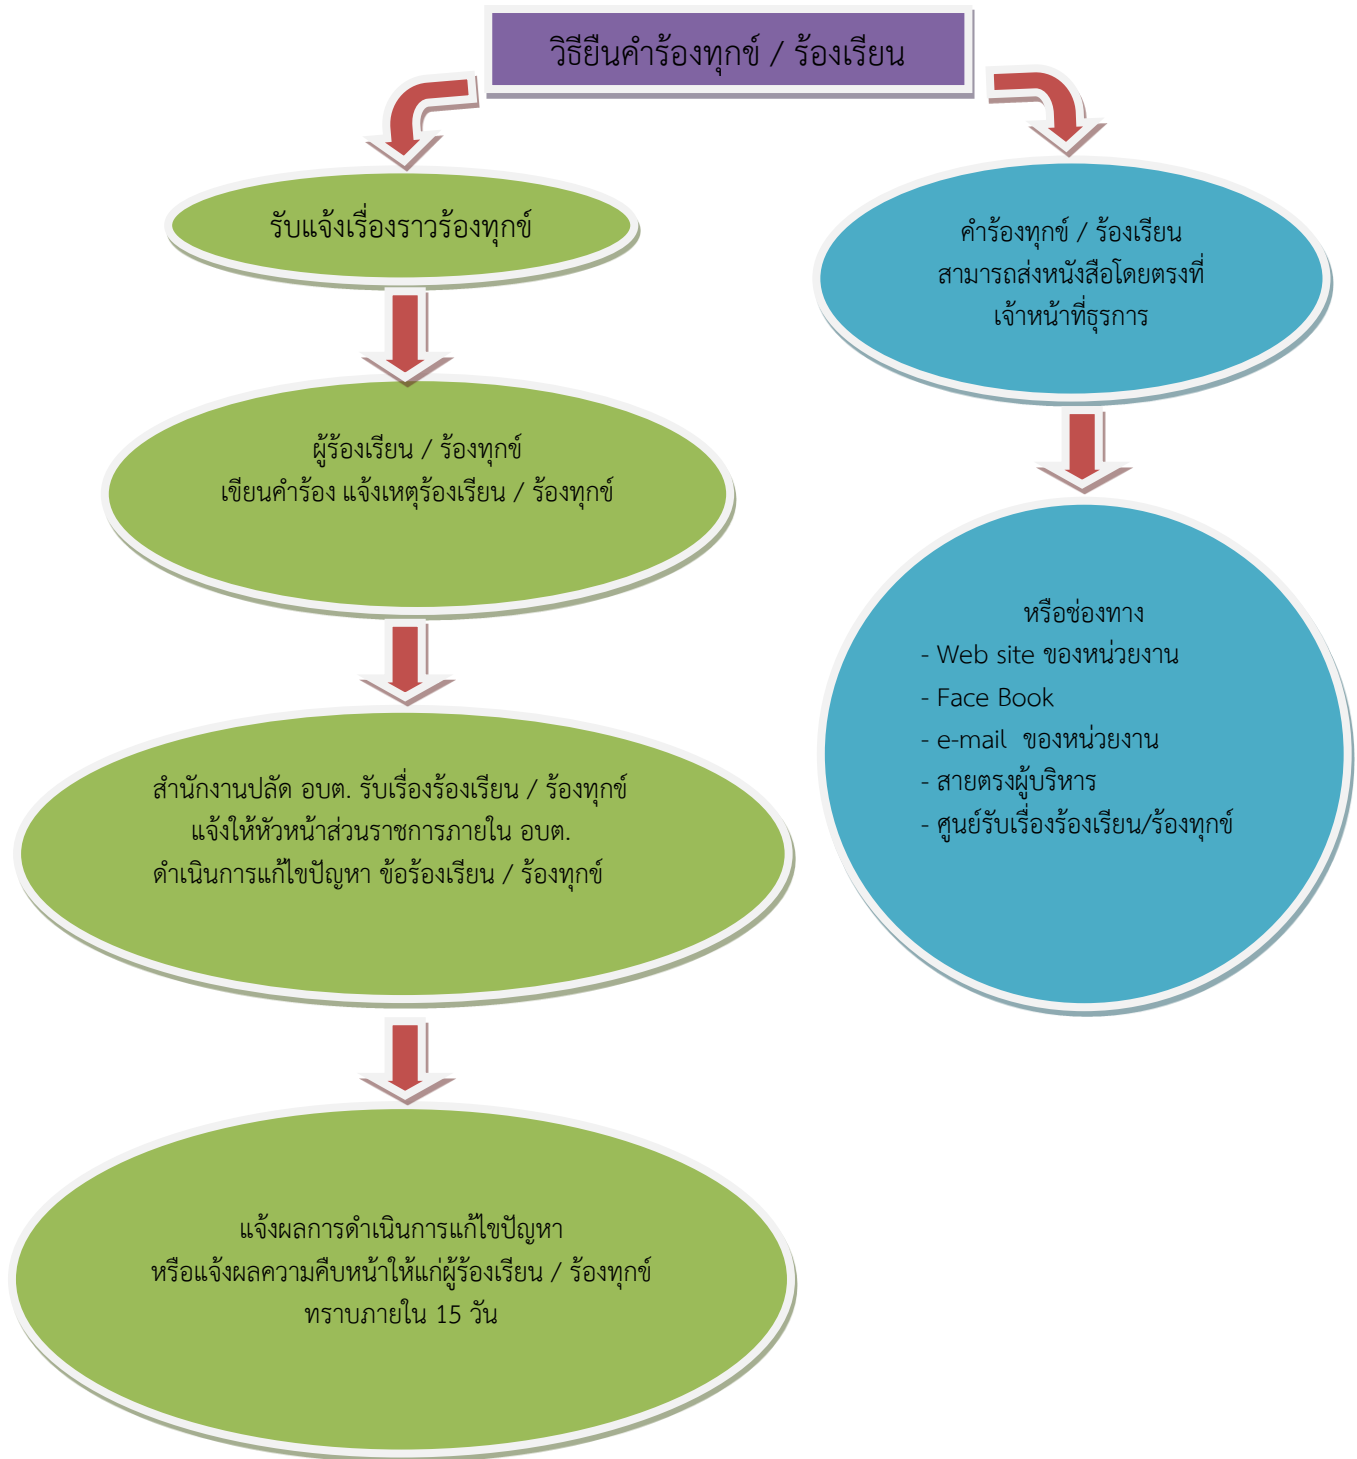 วิธียืนคำร้องทุกข์ / ร้องเรียน
รับแจ้งเรื่องราวร้องทุกข์
ผู้ร้องเรียน / ร้องทุกข์
เขียนคำร้อง แจ้งเหตุร้องเรียน / ร้องทุกข์
สำนักงานปลัด อบต. รับเรื่องร้องเรียน / ร้องทุกข์
แจ้งให้หัวหน้าส่วนราชการภายใน อบต.
ดำเนินการแก้ไขปัญหา ข้อร้องเรียน / ร้องทุกข์
แจ้งผลการดำเนินการแก้ไขปัญหา
หรือแจ้งผลความคืบหน้าให้แก่ผู้ร้องเรียน / ร้องทุกข์
ทราบภายใน 15 วัน
คำร้องทุกข์ / ร้องเรียน
สามารถส่งหนังสือโดยตรงที่
เจ้าหน้าที่ธุรการ
หรือช่องทาง
- Web site ของหน่วยงาน
- Face Book
- e-mail ของหน่วยงาน
- สายตรงผู้บริหาร
- ศูนย์รับเรื่องร้องเรียน/ร้องทุกข์